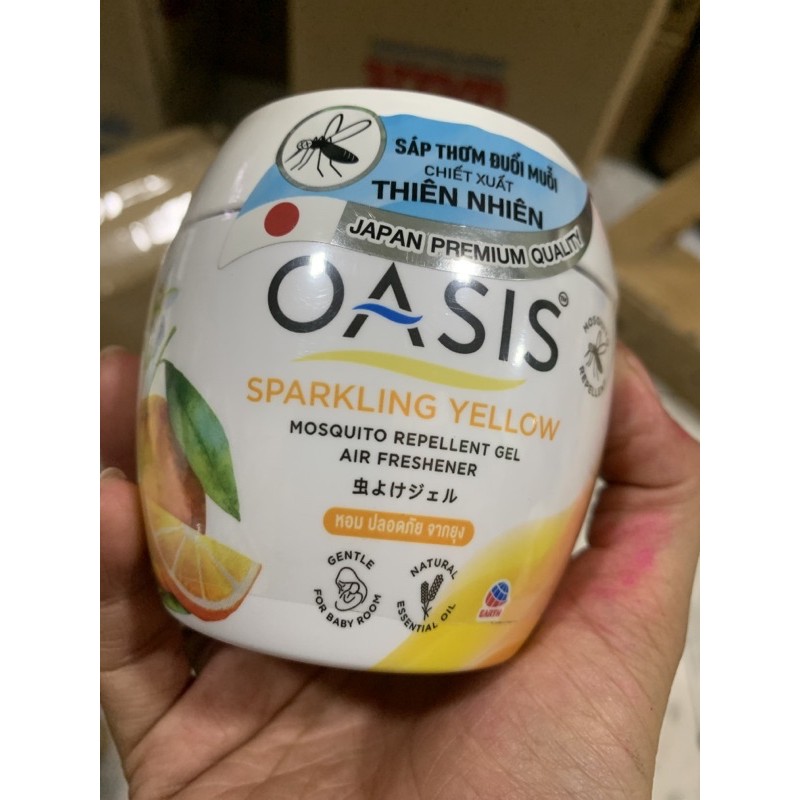 SÁP THƠM ĐUỔI MUỖI
CHIẾT XUẤT
THIÊN NHIÊN
JAPAN PREMIUM QUALITY
OASIS
MOSQUITO REPELLENT
SPARKLING YELLOW
MOSQUITO REPELLENT GEL
AIR FRESHENER
虫よけジェル
หอม ปลอดภัย จากยุง
GENTLE
FOR BABY ROOM
NATURAL
ESSENTIAL OIL
EARTH